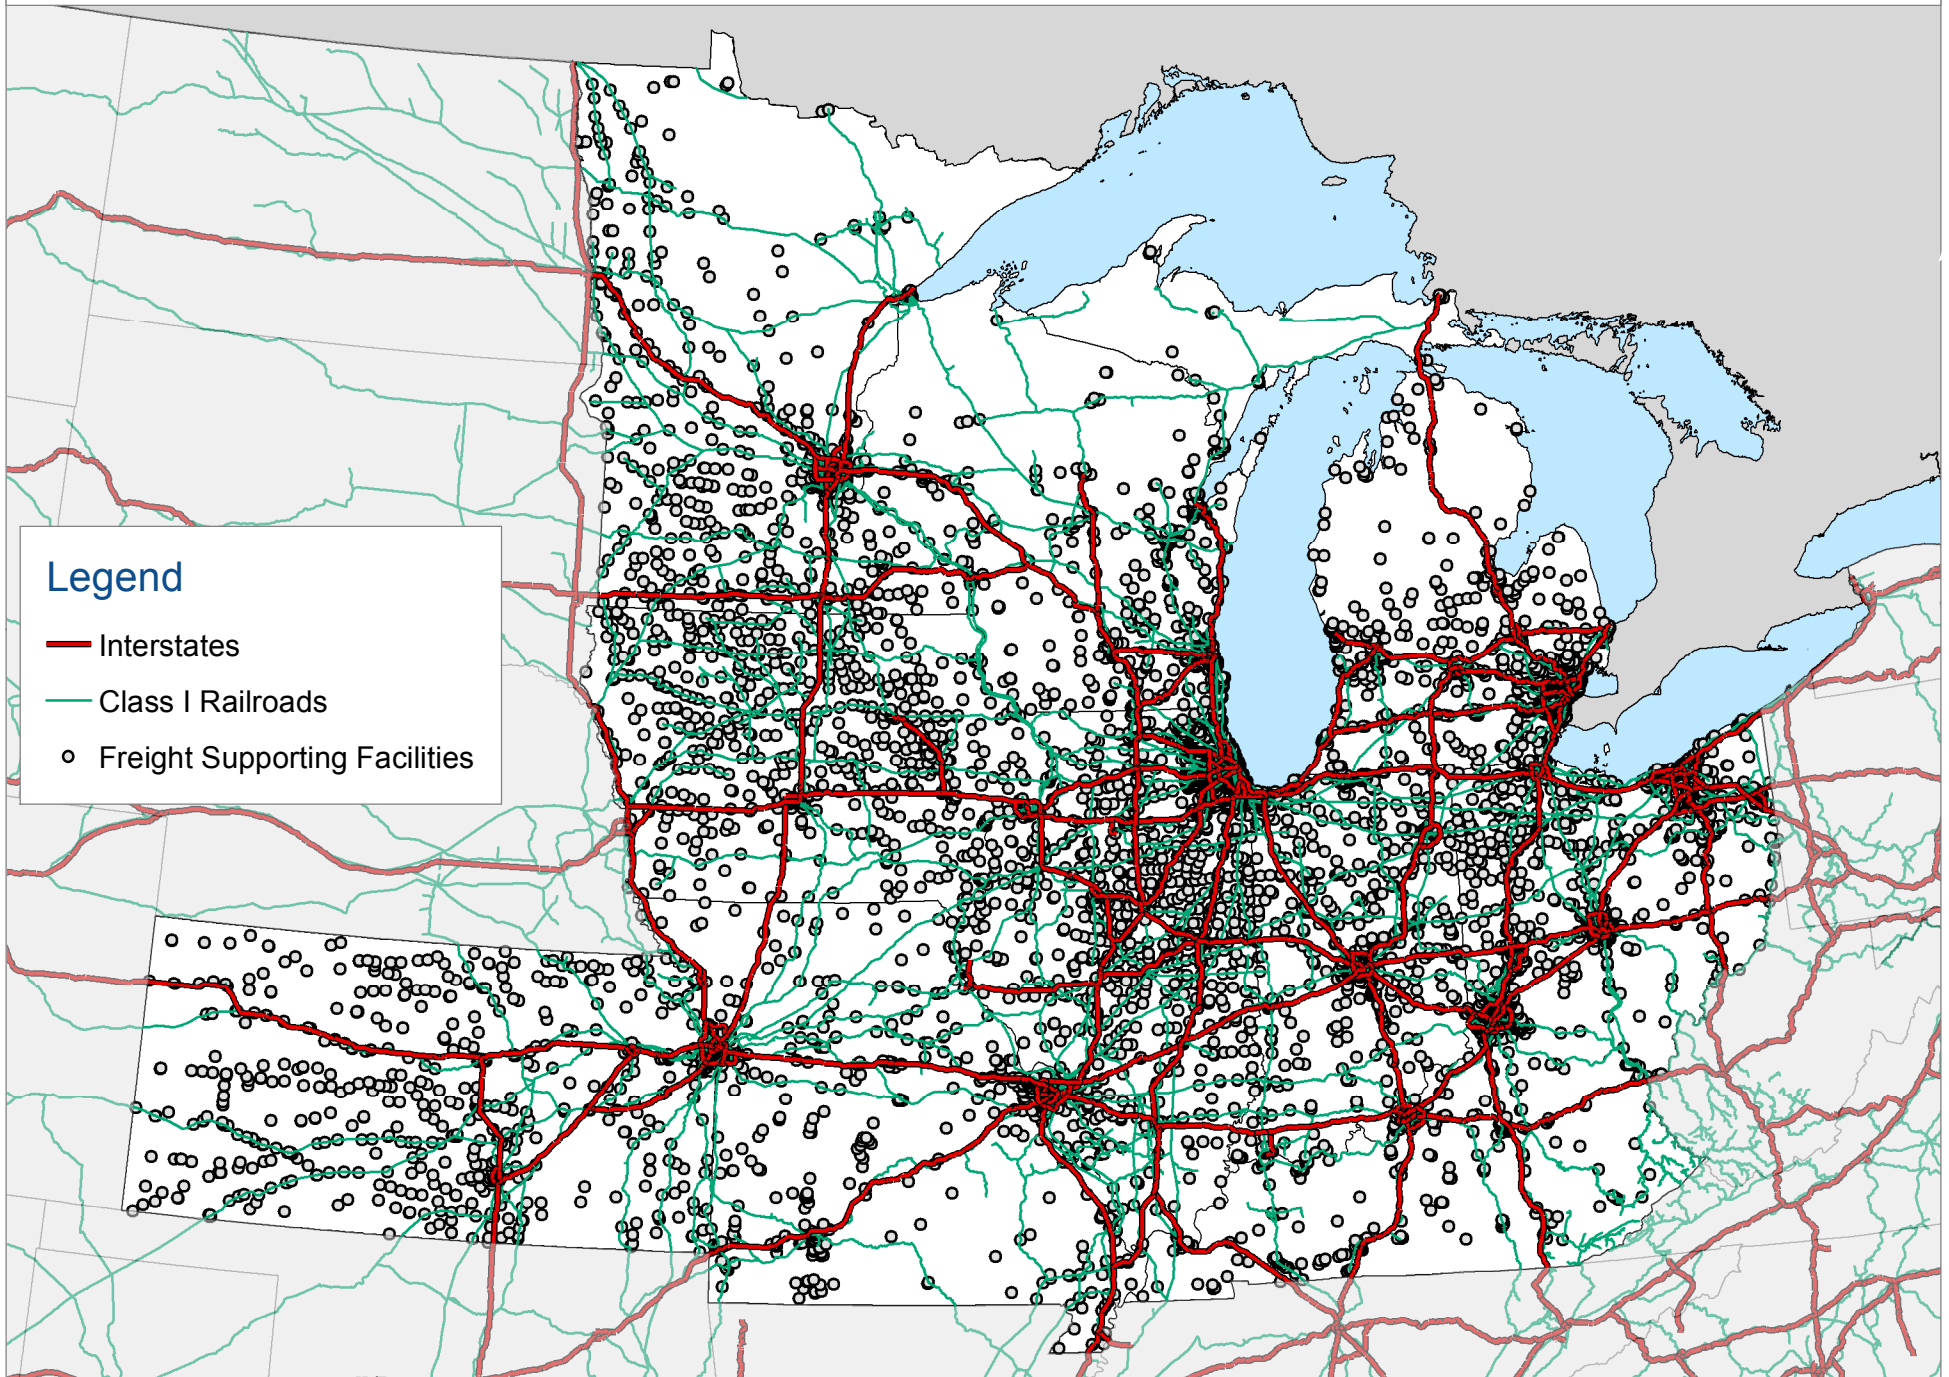 Legend
Interstates
Class I Railroads
Freight Supporting Facilities